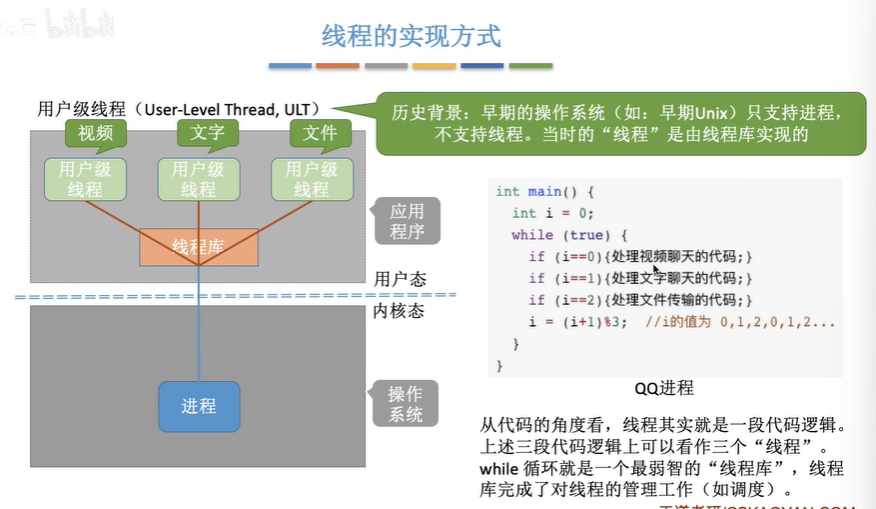 bilibili
线程的实现方式
用户级线程（User-Level Thread, ULT）
历史背景：早期的操作系统（如：早期Unix）只支持进程，
不支持线程。当时的“线程”是由线程库实现的
视频
文字
文件
用户级
线程
用户级
线程
用户级
线程
线程库
应用
程序
用户态
内核态
进程
操作
系统
int main() {
int i = 0;
while (true) {
if (i==0){处理视频聊天的代码;}
if (i==1){处理文字聊天的代码;}
if (i==2){处理文件传输的代码;}
i = (i+1)%3; //i的值为 0,1,2,0,1,2...
}
}
QQ进程
从代码的角度看，线程其实就是一段代码逻辑。
上述三段代码逻辑上可以看作三个“线程”。
while 循环就是一个最弱智的“线程库”，线程
库完成了对线程的管理工作（如调度）。